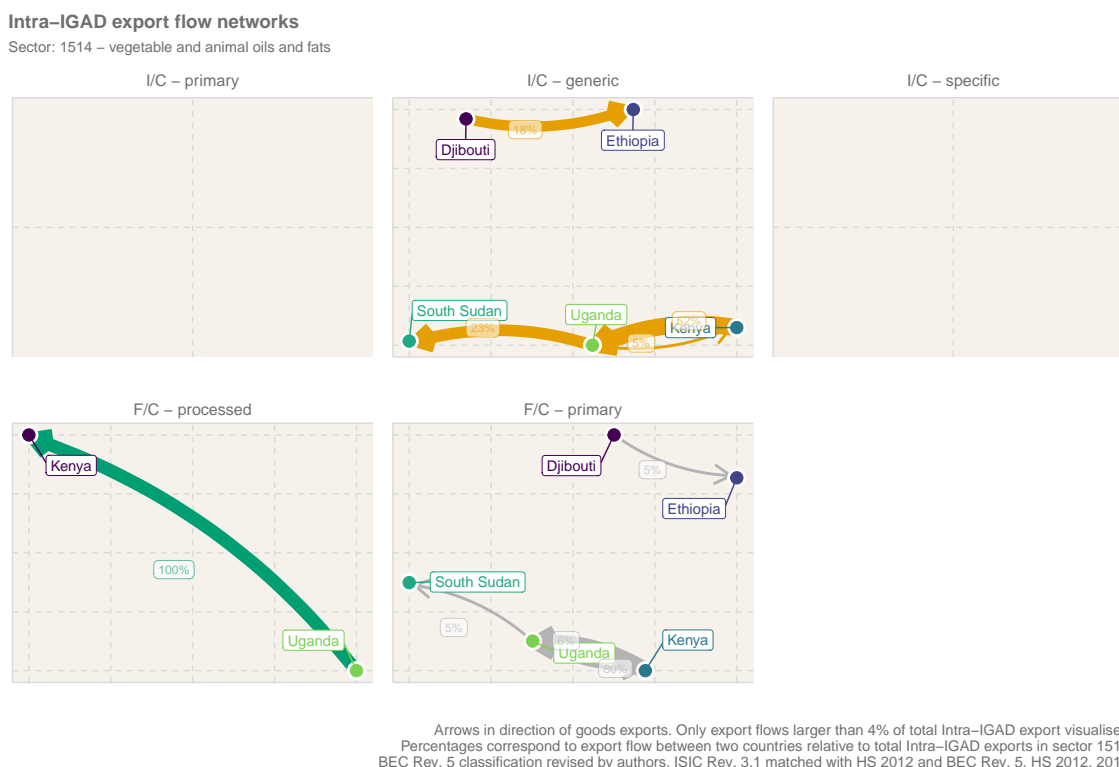 Intra–IGAD export flow networks
Sector: 1514 – vegetable and animal oils and fats
I/C – primary
I/C – generic
I/C – specific
18%
Djibouti
Ethiopia
South Sudan
Uganda
52%
Kenya
23%
5%
F/C – processed
F/C – primary
Kenya
100%
Uganda
Djibouti
5%
Ethiopia
South Sudan
5%
6%
Uganda
Kenya
80%
Arrows in direction of goods exports. Only export flows larger than 4% of total Intra–IGAD export visualise
Percentages correspond to export flow between two countries relative to total Intra–IGAD exports in sector 151
BEC Rev. 5 classification revised by authors. ISIC Rev. 3.1 matched with HS 2012 and BEC Rev. 5. HS 2012, 201